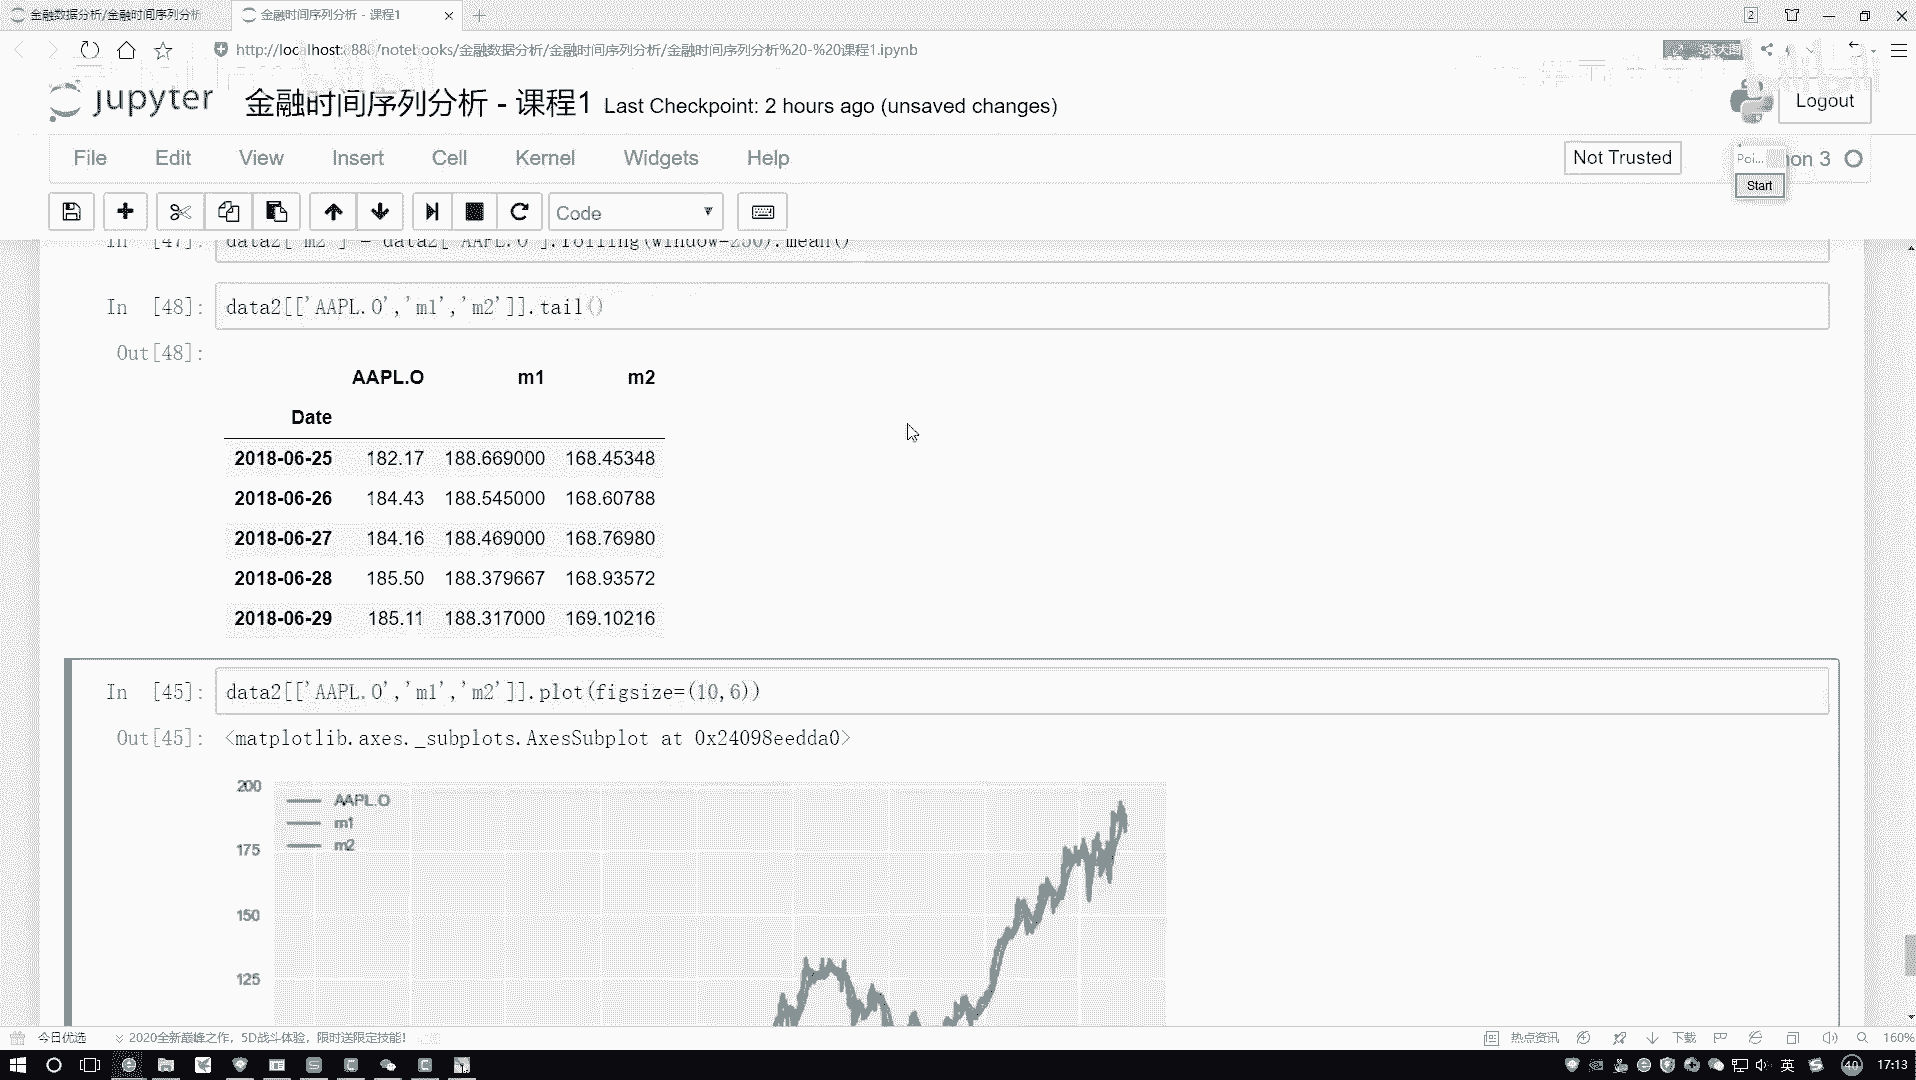 金融数据分析/金融时间序列分析
金融时间序列分析 - 课程1
2
http://localhost:888/notebooks/金融数据分析/金融时间序列分析/金融时间序列分析%20-%20课程1.ipynb
jupyter
金融时间序列分析 - 课程1
Last Checkpoint: 2 hours ago (unsaved changes)
Logout
File Edit View Insert Cell Kernel Widgets Help
Not Trusted
Poi...
on 3
Start
Code
In [47]: data2['m2'] = data2['AAPL.O'].rolling(window=250).mean()
In [48]: data2[['AAPL.O','m1','m2']].tail()
Out[48]:
AAPL.O m1 m2
Date
2018-06-25 182.17 188.669000 168.45348
2018-06-26 184.43 188.545000 168.60788
2018-06-27 184.16 188.469000 168.76980
2018-06-28 185.50 188.379667 168.93572
2018-06-29 185.11 188.317000 169.10216
In [45]: data2[['AAPL.O','m1','m2']].plot(figsize=(10,6))
Out[45]: <matplotlib.axes._subplots.AxesSubplot at 0x24098eedda0>
200
AAPL.O
m1
m2
175
150
125
今日优选
2020全新巅峰之作，5D战斗体验，限时送限定技能！
热点资讯
下载
160%
英
40
17:13